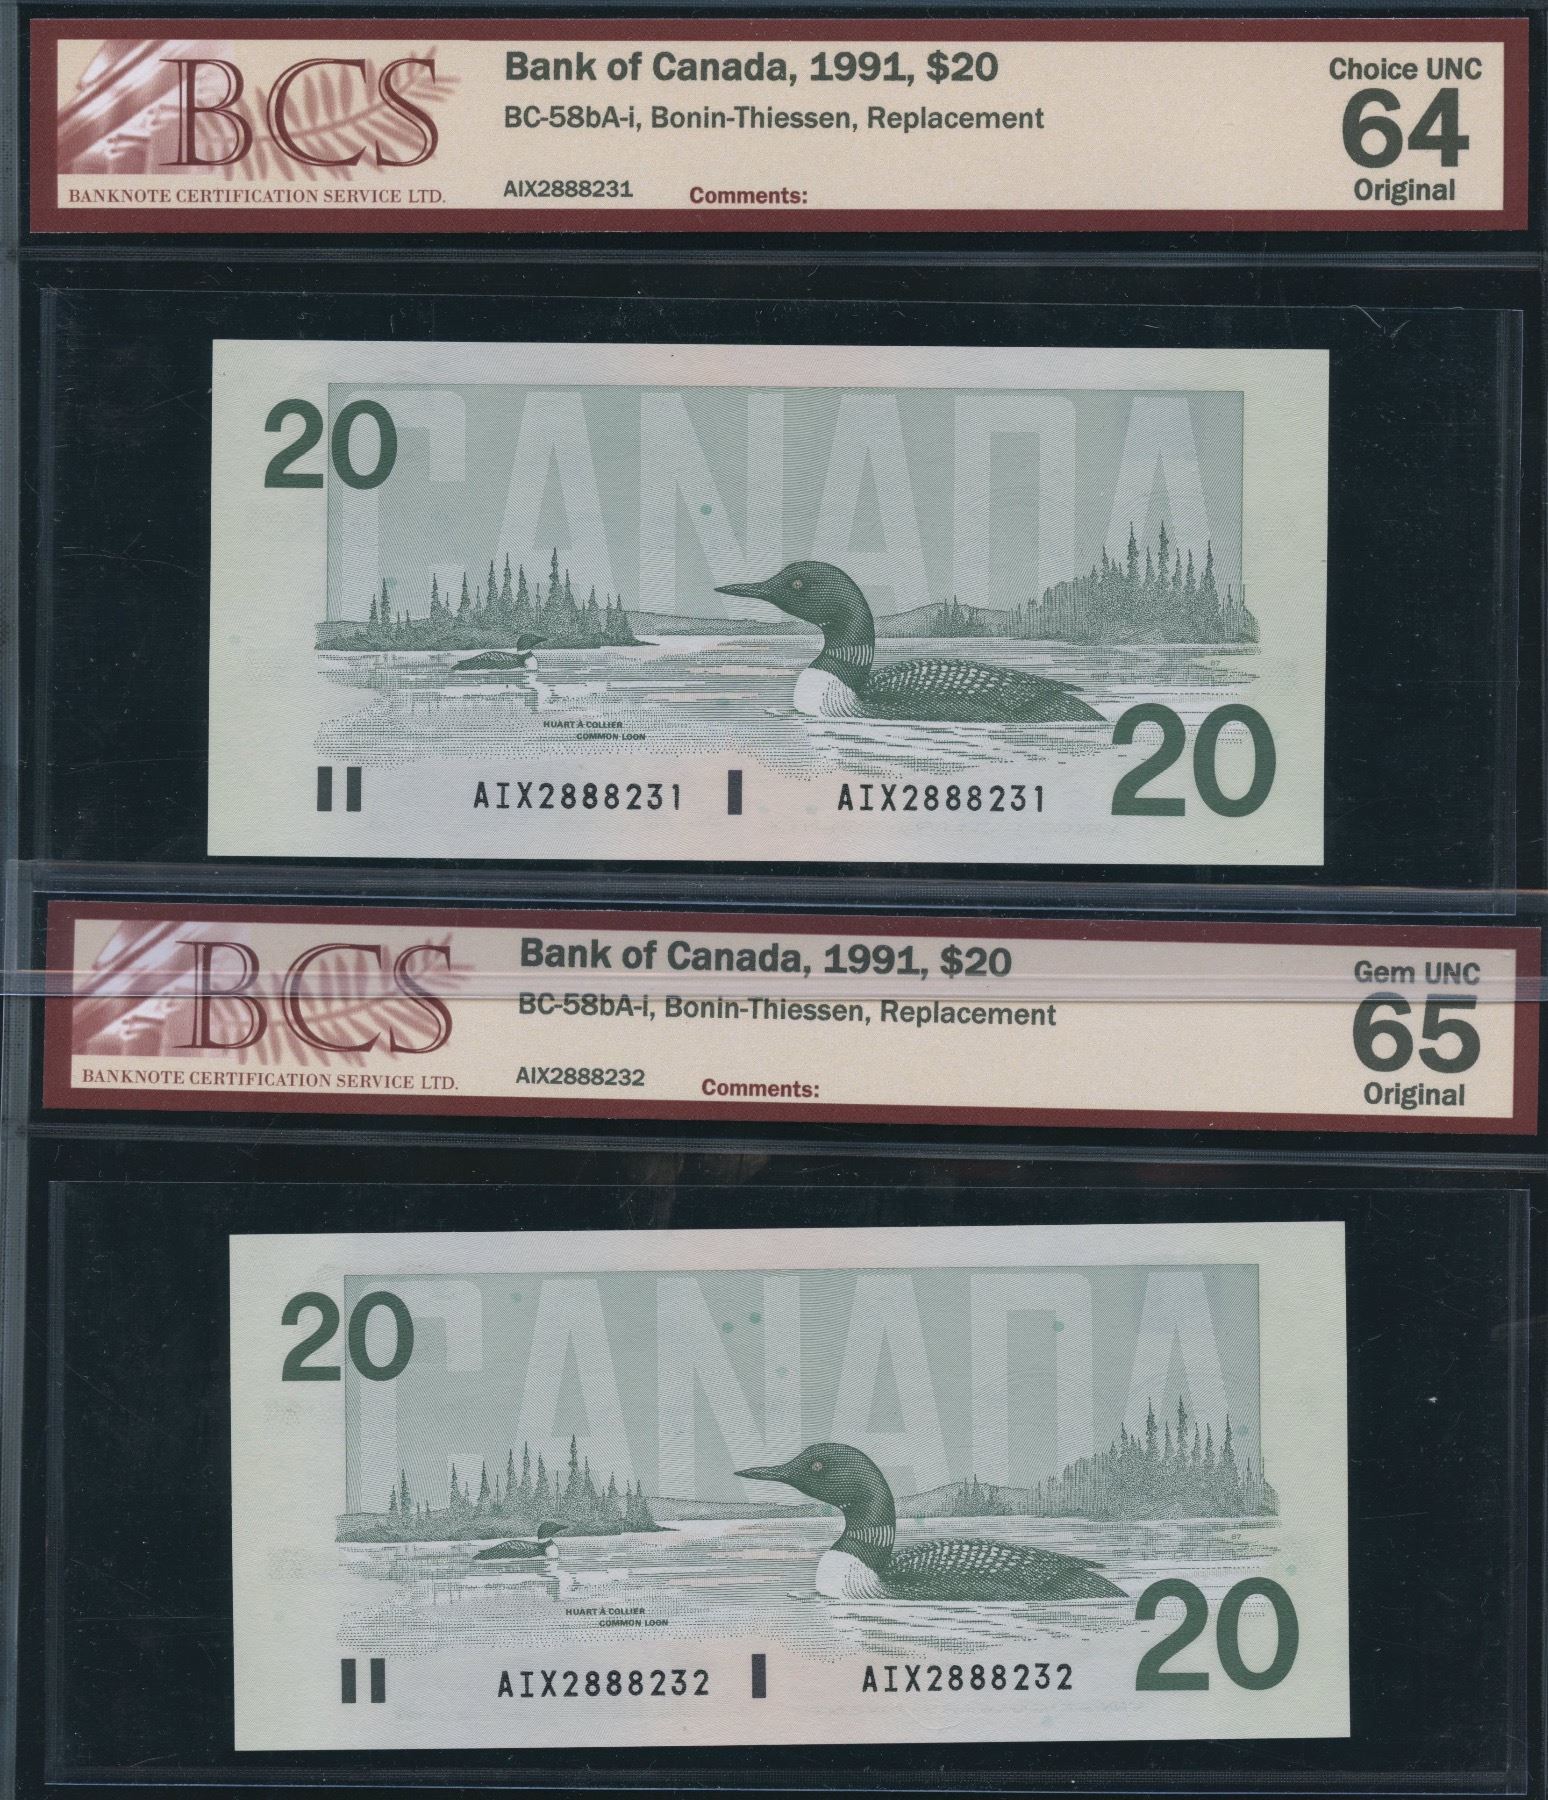 BCS
BANKNOTE CERTIFICATION SERVICE LTD.
Bank of Canada, 1991, $20
BC-58bA-i, Bonin-Thiessen, Replacement
AIX2888231 Comments:
Choice UNC
64
Original
CANADA
20
HUART À COLLIER
COMMON LOON
87
AIX2888231 AIX2888231
20
BCS
BANKNOTE CERTIFICATION SERVICE LTD.
Bank of Canada, 1991, $20
BC-58bA-i, Bonin-Thiessen, Replacement
AIX2888232 Comments:
Gem UNC
65
Original
CANADA
20
HUART À COLLIER
COMMON LOON
87
AIX2888232 AIX2888232
20